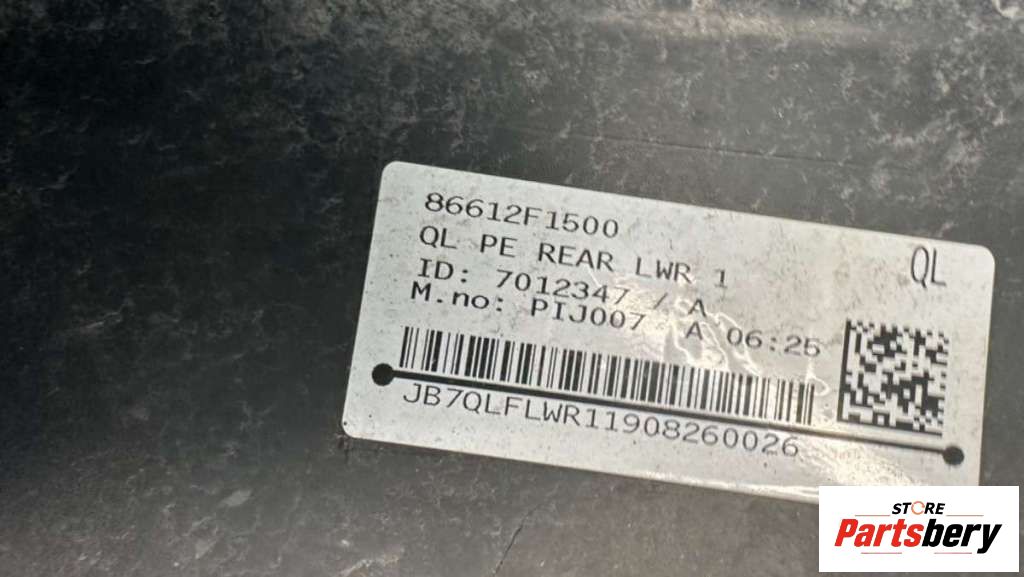 86612F1500
QL PE REAR LWR 1
QL
ID: 7012347 / A
M.no: PIJ007 A 06:25
JB7QLFLWR11908260026
STORE
Partsbery